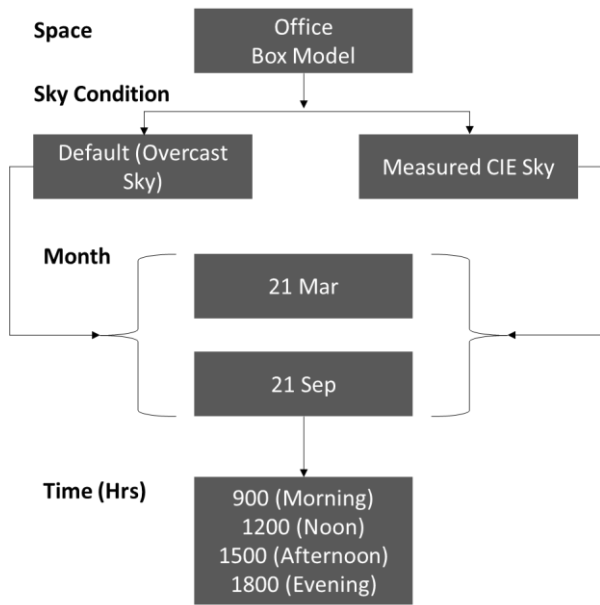 Space
Office
Box Model
Sky Condition
Default (Overcast
Sky)
Measured CIE Sky
Month
21 Mar
21 Sep
Time (Hrs)
900 (Morning)
1200 (Noon)
1500 (Afternoon)
1800 (Evening)